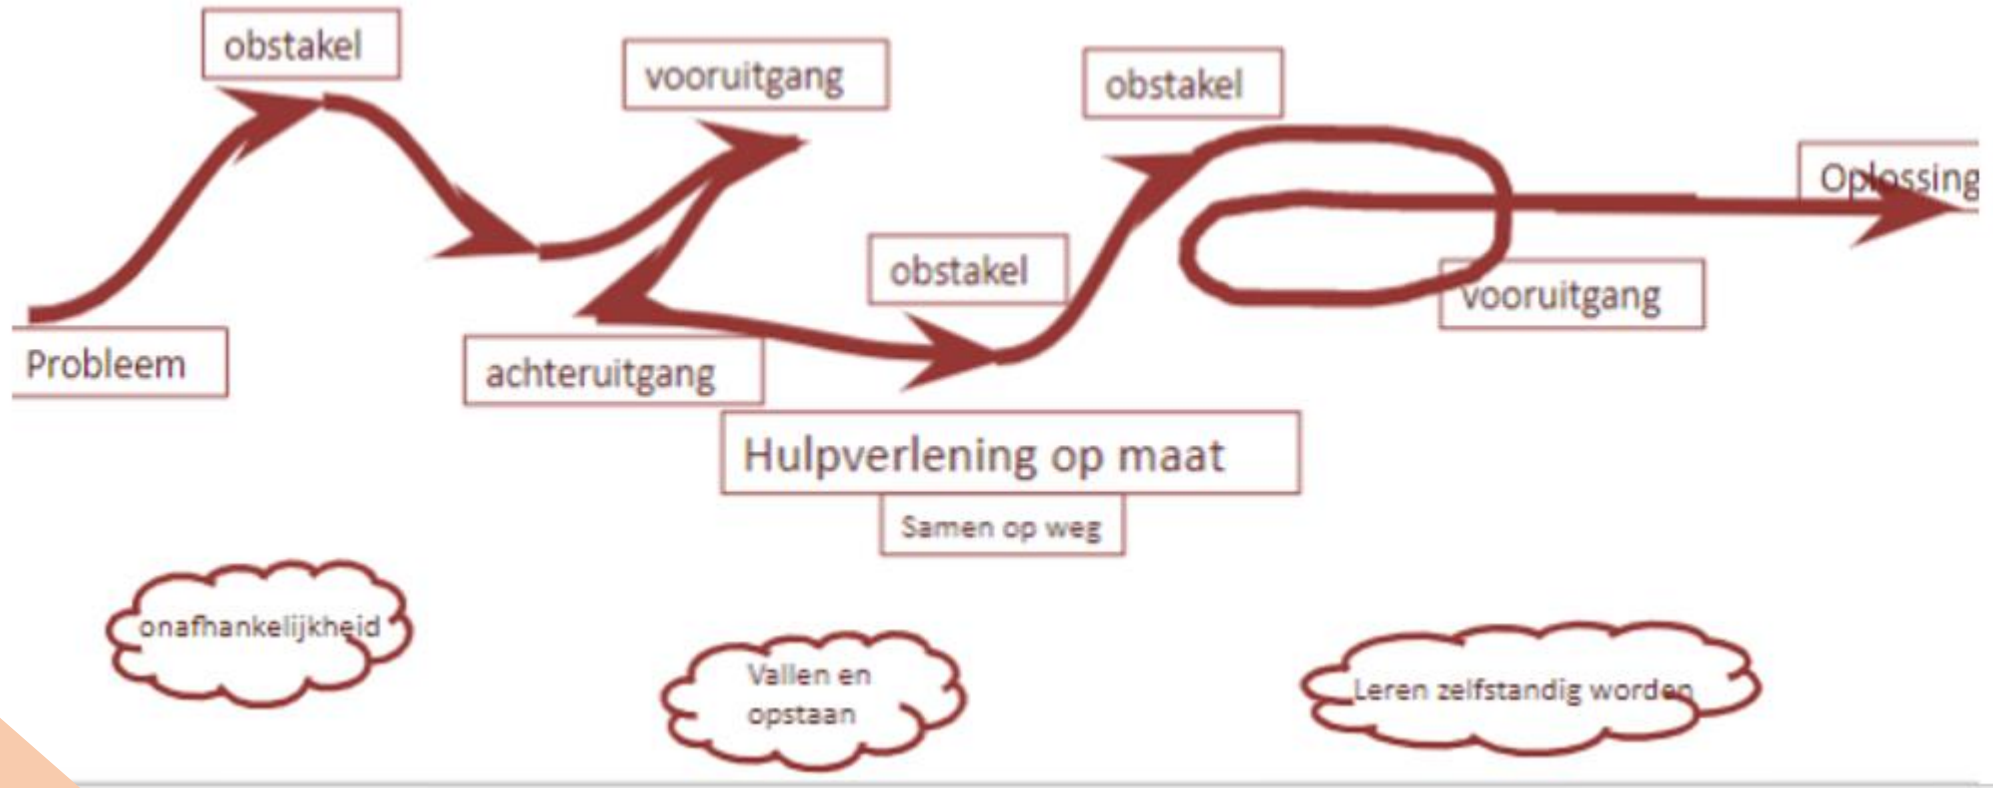 obstakel
vooruitgang
obstakel
Oplossing
obstakel
vooruitgang
Probleem
achteruitgang
Hulpverlening op maat
Samen op weg
onafhankelijkheid
Vallen en
opstaan
Leren zelfstandig worden